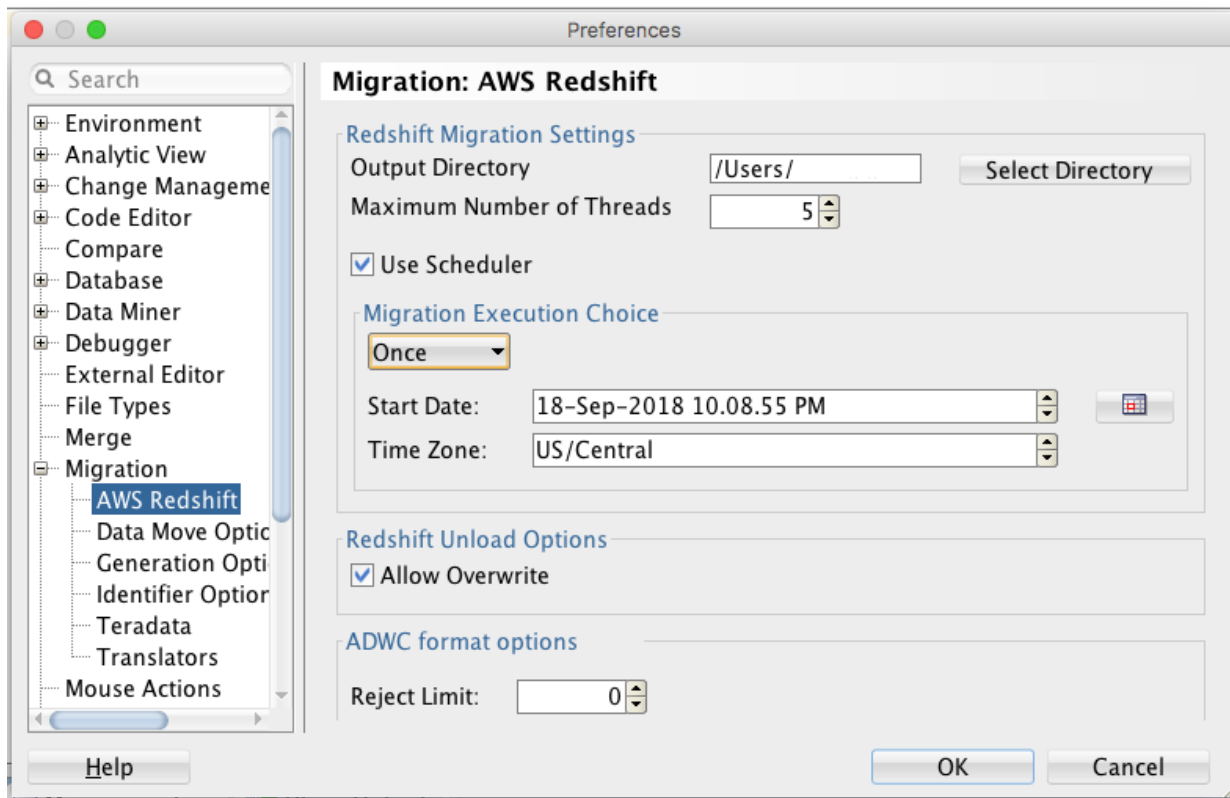 Preferences
Search
Environment
Analytic View
Change Manageme
Code Editor
Compare
Database
Data Miner
Debugger
External Editor
File Types
Merge
Migration
AWS Redshift
Data Move Optio
Generation Opti
Identifier Option
Teradata
Translators
Mouse Actions
Migration: AWS Redshift
Redshift Migration Settings
Output Directory /Users/ Select Directory
Maximum Number of Threads 5
Use Scheduler
Migration Execution Choice
Once
Start Date: 18-Sep-2018 10.08.55 PM
Time Zone: US/Central
Redshift Unload Options
Allow Overwrite
ADWC format options
Reject Limit: 0
Help OK Cancel